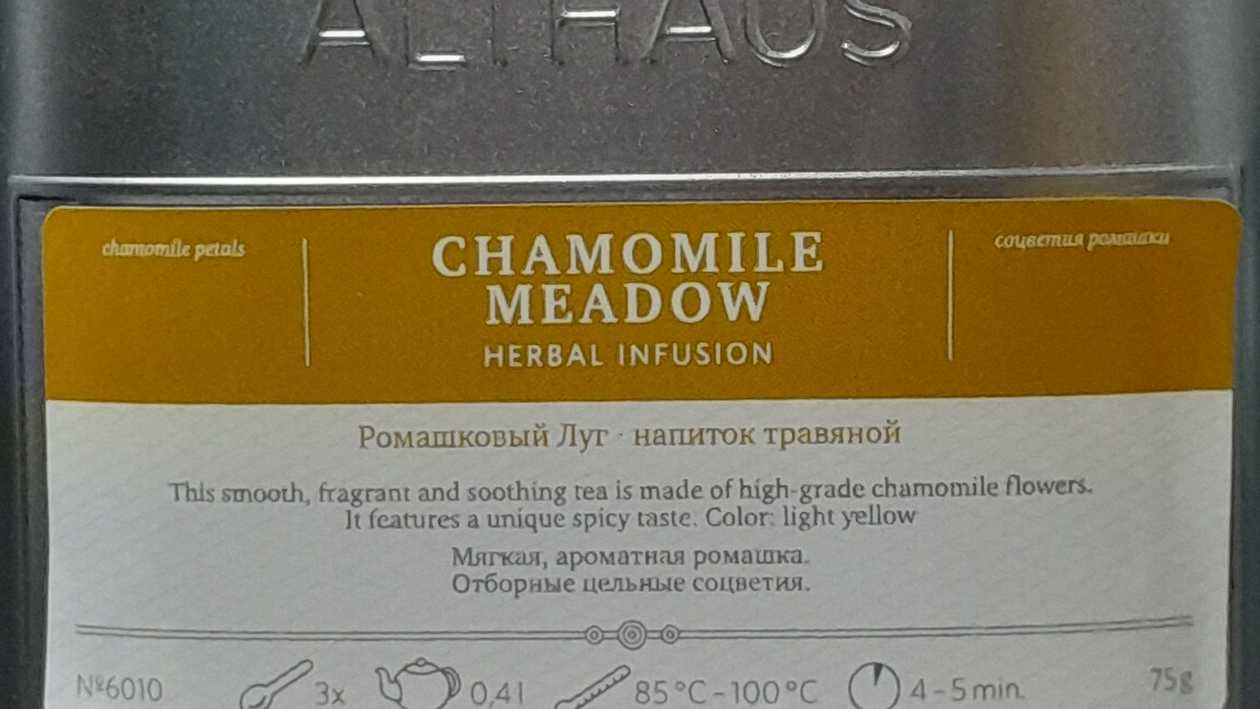 ALTHAUS
chamomile petals
CHAMOMILE
MEADOW
HERBAL INFUSION
соцветия ромашки
Ромашковый Луг · напиток травяной
This smooth, fragrant and soothing tea is made of high-grade chamomile flowers.
It features a unique spicy taste. Color: light yellow
Мягкая, ароматная ромашка.
Отборные цельные соцветия.
№6010 3x 0,4l 85°C-100°C 4-5min. 75g